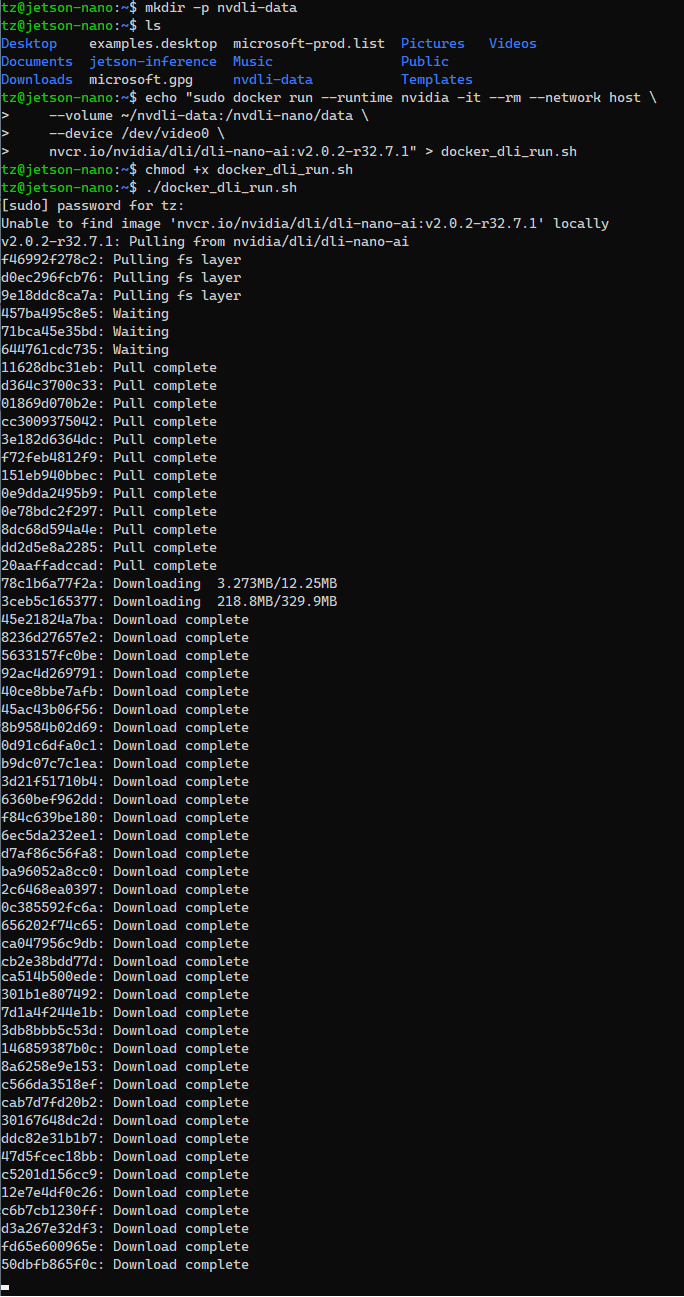 tz@jetson-nano:~$ mkdir -p nvdli-data
tz@jetson-nano:~$ ls
Desktop    examples.desktop  microsoft-prod.list  Pictures   Videos
Documents  jetson-inference  Music                Public
Downloads  microsoft.gpg     nvdli-data           Templates
tz@jetson-nano:~$ echo "sudo docker run --runtime nvidia -it --rm --network host \
>     --volume ~/nvdli-data:/nvdli-nano/data \
>     --device /dev/video0 \
>     nvcr.io/nvidia/dli/dli-nano-ai:v2.0.2-r32.7.1" > docker_dli_run.sh
tz@jetson-nano:~$ chmod +x docker_dli_run.sh
tz@jetson-nano:~$ ./docker_dli_run.sh
[sudo] password for tz:
Unable to find image 'nvcr.io/nvidia/dli/dli-nano-ai:v2.0.2-r32.7.1' locally
v2.0.2-r32.7.1: Pulling from nvidia/dli/dli-nano-ai
f46992f278c2: Pulling fs layer
d0ec296fcb76: Pulling fs layer
9e18ddc8ca7a: Pulling fs layer
457ba495c8e5: Waiting
71bca45e35bd: Waiting
644761cdc735: Waiting
11628dbc31eb: Pull complete
d364c3700c33: Pull complete
01869d070b2e: Pull complete
cc3009375042: Pull complete
3e182d6364dc: Pull complete
f72feb4812f9: Pull complete
151eb940bbec: Pull complete
0e9dda2495b9: Pull complete
0e78bdc2f297: Pull complete
8dc68d594a4e: Pull complete
dd2d5e8a2285: Pull complete
20aaffadccad: Pull complete
78c1b6a77f2a: Downloading  3.273MB/12.25MB
3ceb5c165377: Downloading  218.8MB/329.9MB
45e21824a7ba: Download complete
8236d27657e2: Download complete
5633157fc0be: Download complete
92ac4d269791: Download complete
40ce8bbe7afb: Download complete
45ac43b06f56: Download complete
8b9584b02d69: Download complete
0d91c6dfa0c1: Download complete
b9dc07c7c1ea: Download complete
3d21f51710b4: Download complete
6360bef962dd: Download complete
f84c639be180: Download complete
6ec5da232ee1: Download complete
d7af86c56fa8: Download complete
ba96052a8cc0: Download complete
2c6468ea0397: Download complete
0c385592fc6a: Download complete
656202f74c65: Download complete
ca047956c9db: Download complete
cb2e38bdd77d: Download complete
ca514b500ede: Download complete
301b1e807492: Download complete
7d1a4f244e1b: Download complete
3db8bbb5c53d: Download complete
146859387b0c: Download complete
8a6258e9e153: Download complete
c566da3518ef: Download complete
cab7d7fd20b2: Download complete
30167648dc2d: Download complete
ddc82e31b1b7: Download complete
47d5fcec18bb: Download complete
c5201d156cc9: Download complete
12e7e4df0c26: Download complete
c6b7cb1230ff: Download complete
d3a267e32df3: Download complete
fd65e600965e: Download complete
50dbfb865f0c: Download complete